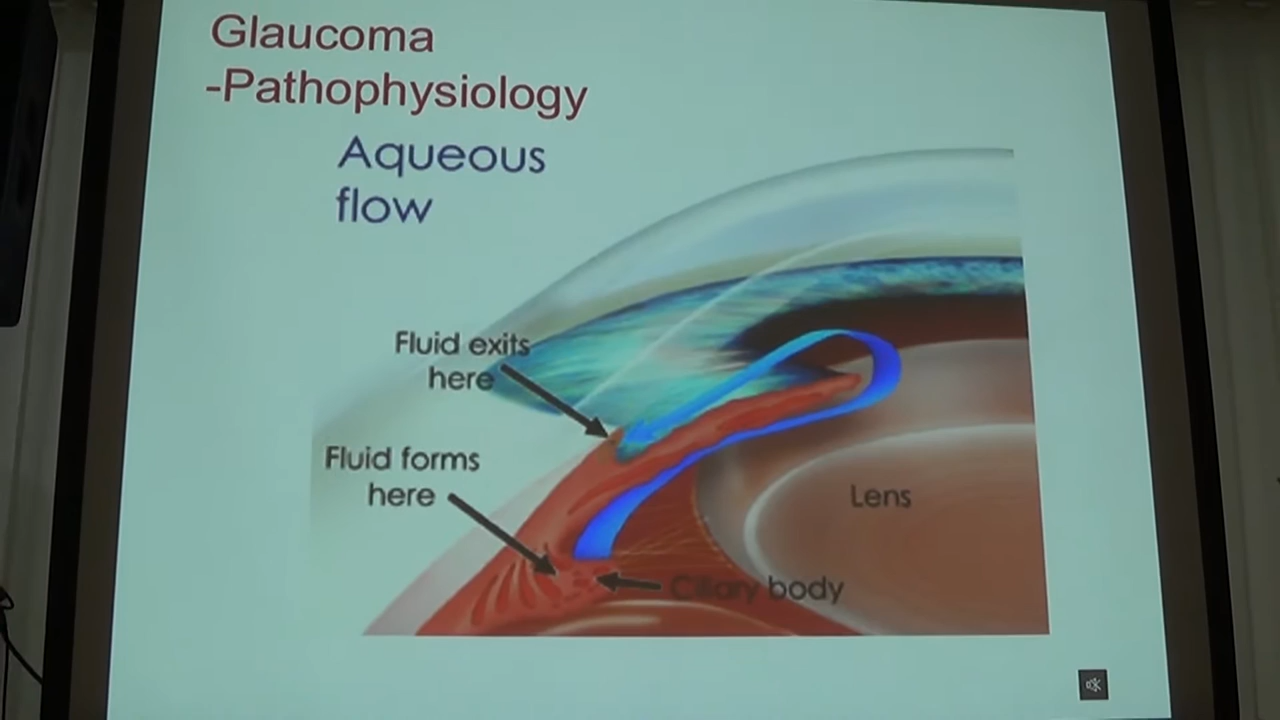 Glaucoma
-Pathophysiology
Aqueous
flow
Fluid exits
here
Fluid forms
here
Lens
Ciliary body